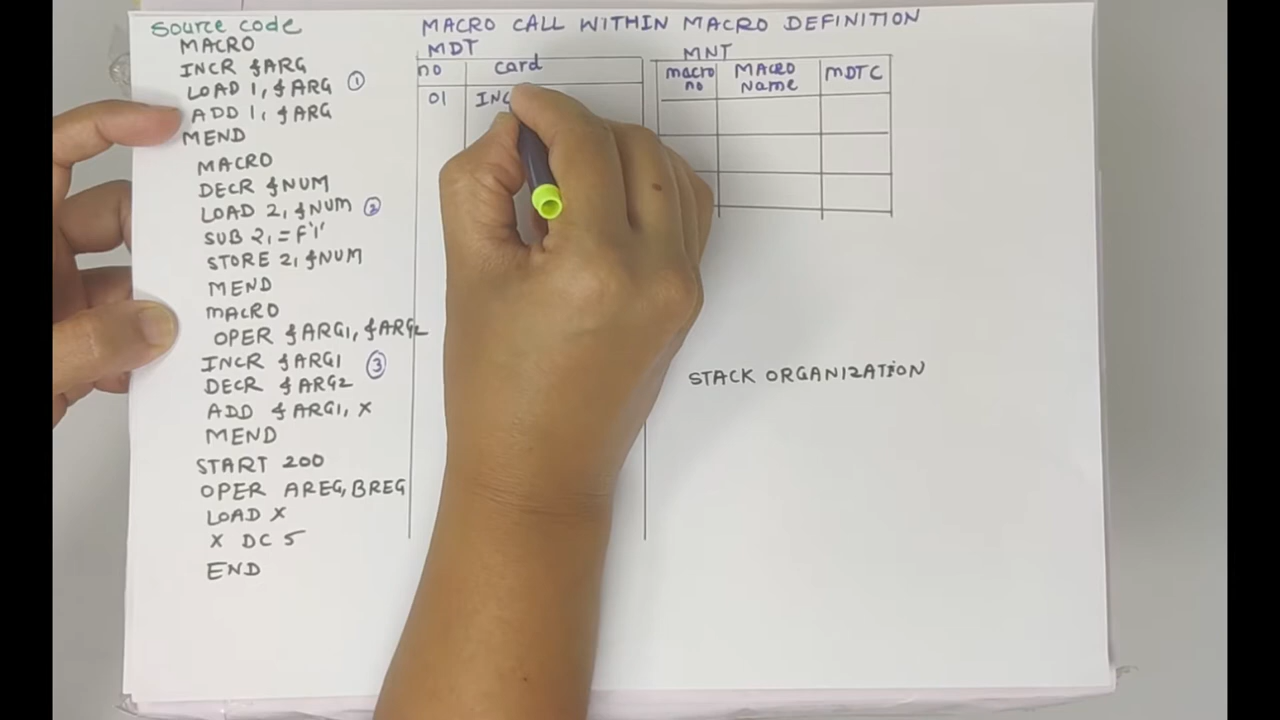 Source code
MACRO
INCR &ARG
LOAD 1, &ARG ①
ADD 1, &ARG
MEND
MACRO
DECR &NUM
LOAD 2, &NUM ②
SUB 2, =F'1'
STORE 2, &NUM
MEND
MACRO
OPER &ARG1, &ARG2
INCR &ARG1 ③
DECR &ARG2
ADD &ARG1, X
MEND
START 200
OPER AREG, BREG
LOAD X
X DC 5
END
MACRO CALL WITHIN MACRO DEFINITION
MDT
no card
01 INC
MNT
macro no MACRO Name MDTC
STACK ORGANIZATION